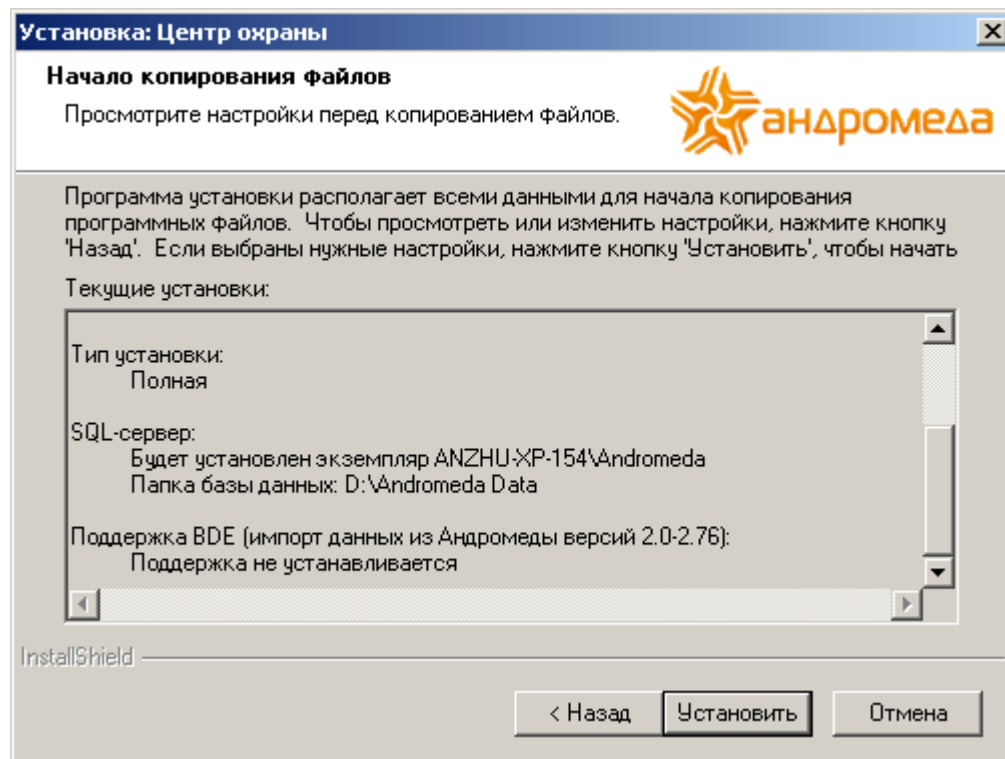 Установка: Центр охраны
Начало копирования файлов
Просмотрите настройки перед копированием файлов.
андромеда
Программа установки располагает всеми данными для начала копирования
программных файлов.  Чтобы просмотреть или изменить настройки, нажмите кнопку
'Назад'.  Если выбраны нужные настройки, нажмите кнопку 'Установить', чтобы начать
Текущие установки:
Тип установки:
Полная
SQL-сервер:
Будет установлен экземпляр ANZHU-XP-154\Andromeda
Папка базы данных: D:\Andromeda Data
Поддержка BDE (импорт данных из Андромеды версий 2.0-2.76):
Поддержка не устанавливается
InstallShield
< Назад
Установить
Отмена